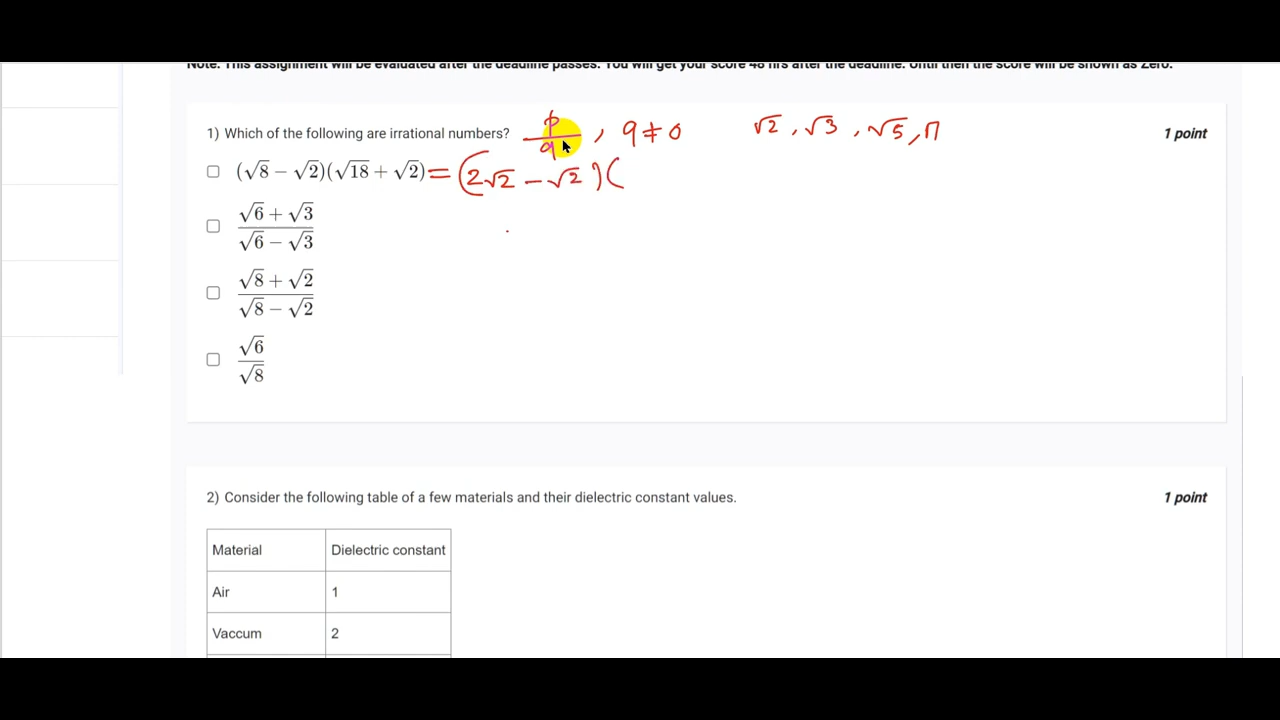 Note: This assignment will be evaluated after the deadline passes. You will get your score 48 hrs after the deadline. Until then the score will be shown as Zero.
1) Which of the following are irrational numbers? p/q , q ≠ 0 √2 , √3 , √5 , π 1 point
(√8 − √2)(√18 + √2) = (2√2 − √2)(
√6 + √3
√6 − √3
√8 + √2
√8 − √2
√6
√8
2) Consider the following table of a few materials and their dielectric constant values. 1 point
Material Dielectric constant
Air 1
Vaccum 2